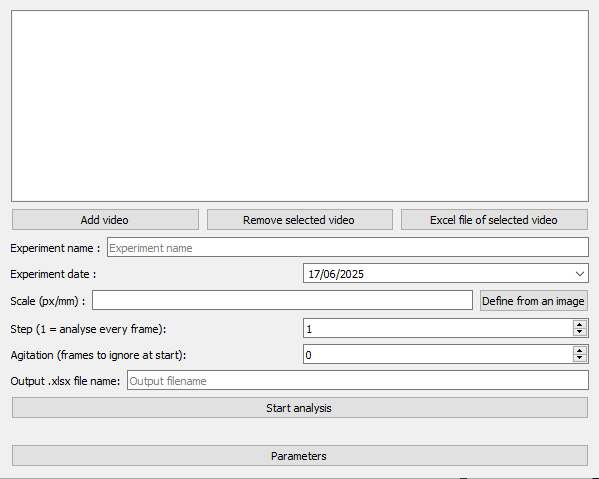 Add video Remove selected video Excel file of selected video
Experiment name : Experiment name
Experiment date : 17/06/2025
Scale (px/mm) : Define from an image
Step (1 = analyse every frame): 1
Agitation (frames to ignore at start): 0
Output .xlsx file name: Output filename
Start analysis
Parameters